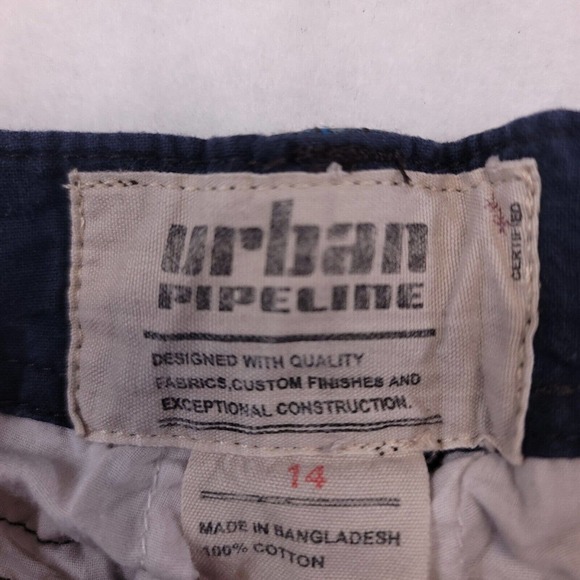 urban
PIPELINE
DESIGNED WITH QUALITY
FABRICS,CUSTOM FINISHES AND
EXCEPTIONAL CONSTRUCTION.
CERTIFIED
14
MADE IN BANGLADESH
100% COTTON